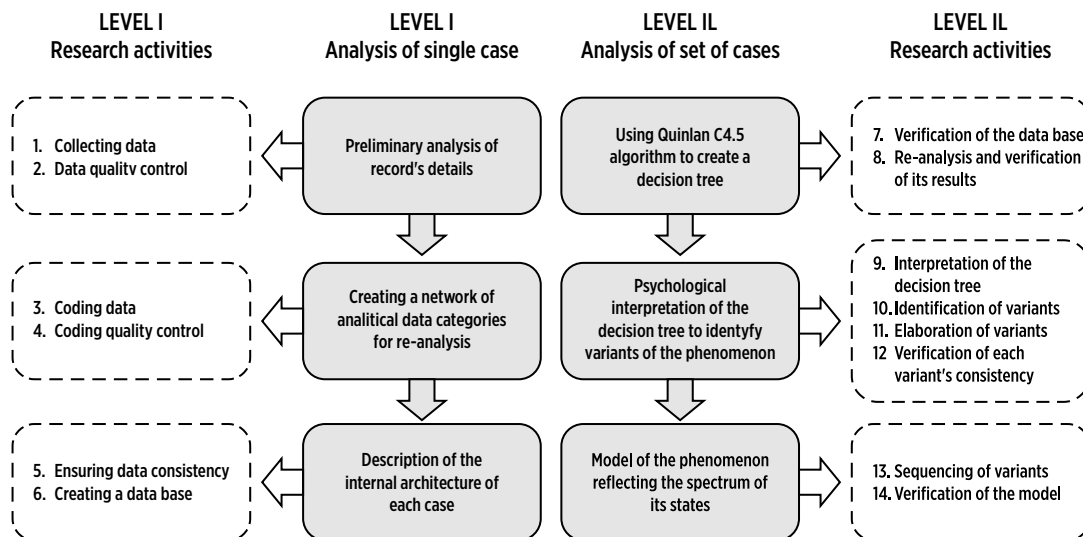 LEVEL I
Research activities
LEVEL I
Analysis of single case
LEVEL IL
Analysis of set of cases
LEVEL IL
Research activities
1. Collecting data
2. Data quality control
Preliminary analysis of
record's details
Using Quinlan C4.5
algorithm to create a
decision tree
7. Verification of the data base
8. Re-analysis and verification
of its results
3. Coding data
4. Coding quality control
Creating a network of
analitical data categories
for re-analysis
Psychological
interpretation of the
decision tree to identyfy
variants of the phenomenon
9. Interpretation of the
decision tree
10. Identification of variants
11. Elaboration of variants
12 Verification of each
variant's consistency
5. Ensuring data consistency
6. Creating a data base
Description of the
internal architecture of
each case
Model of the phenomenon
reflecting the spectrum of
its states
13. Sequencing of variants
14. Verification of the model